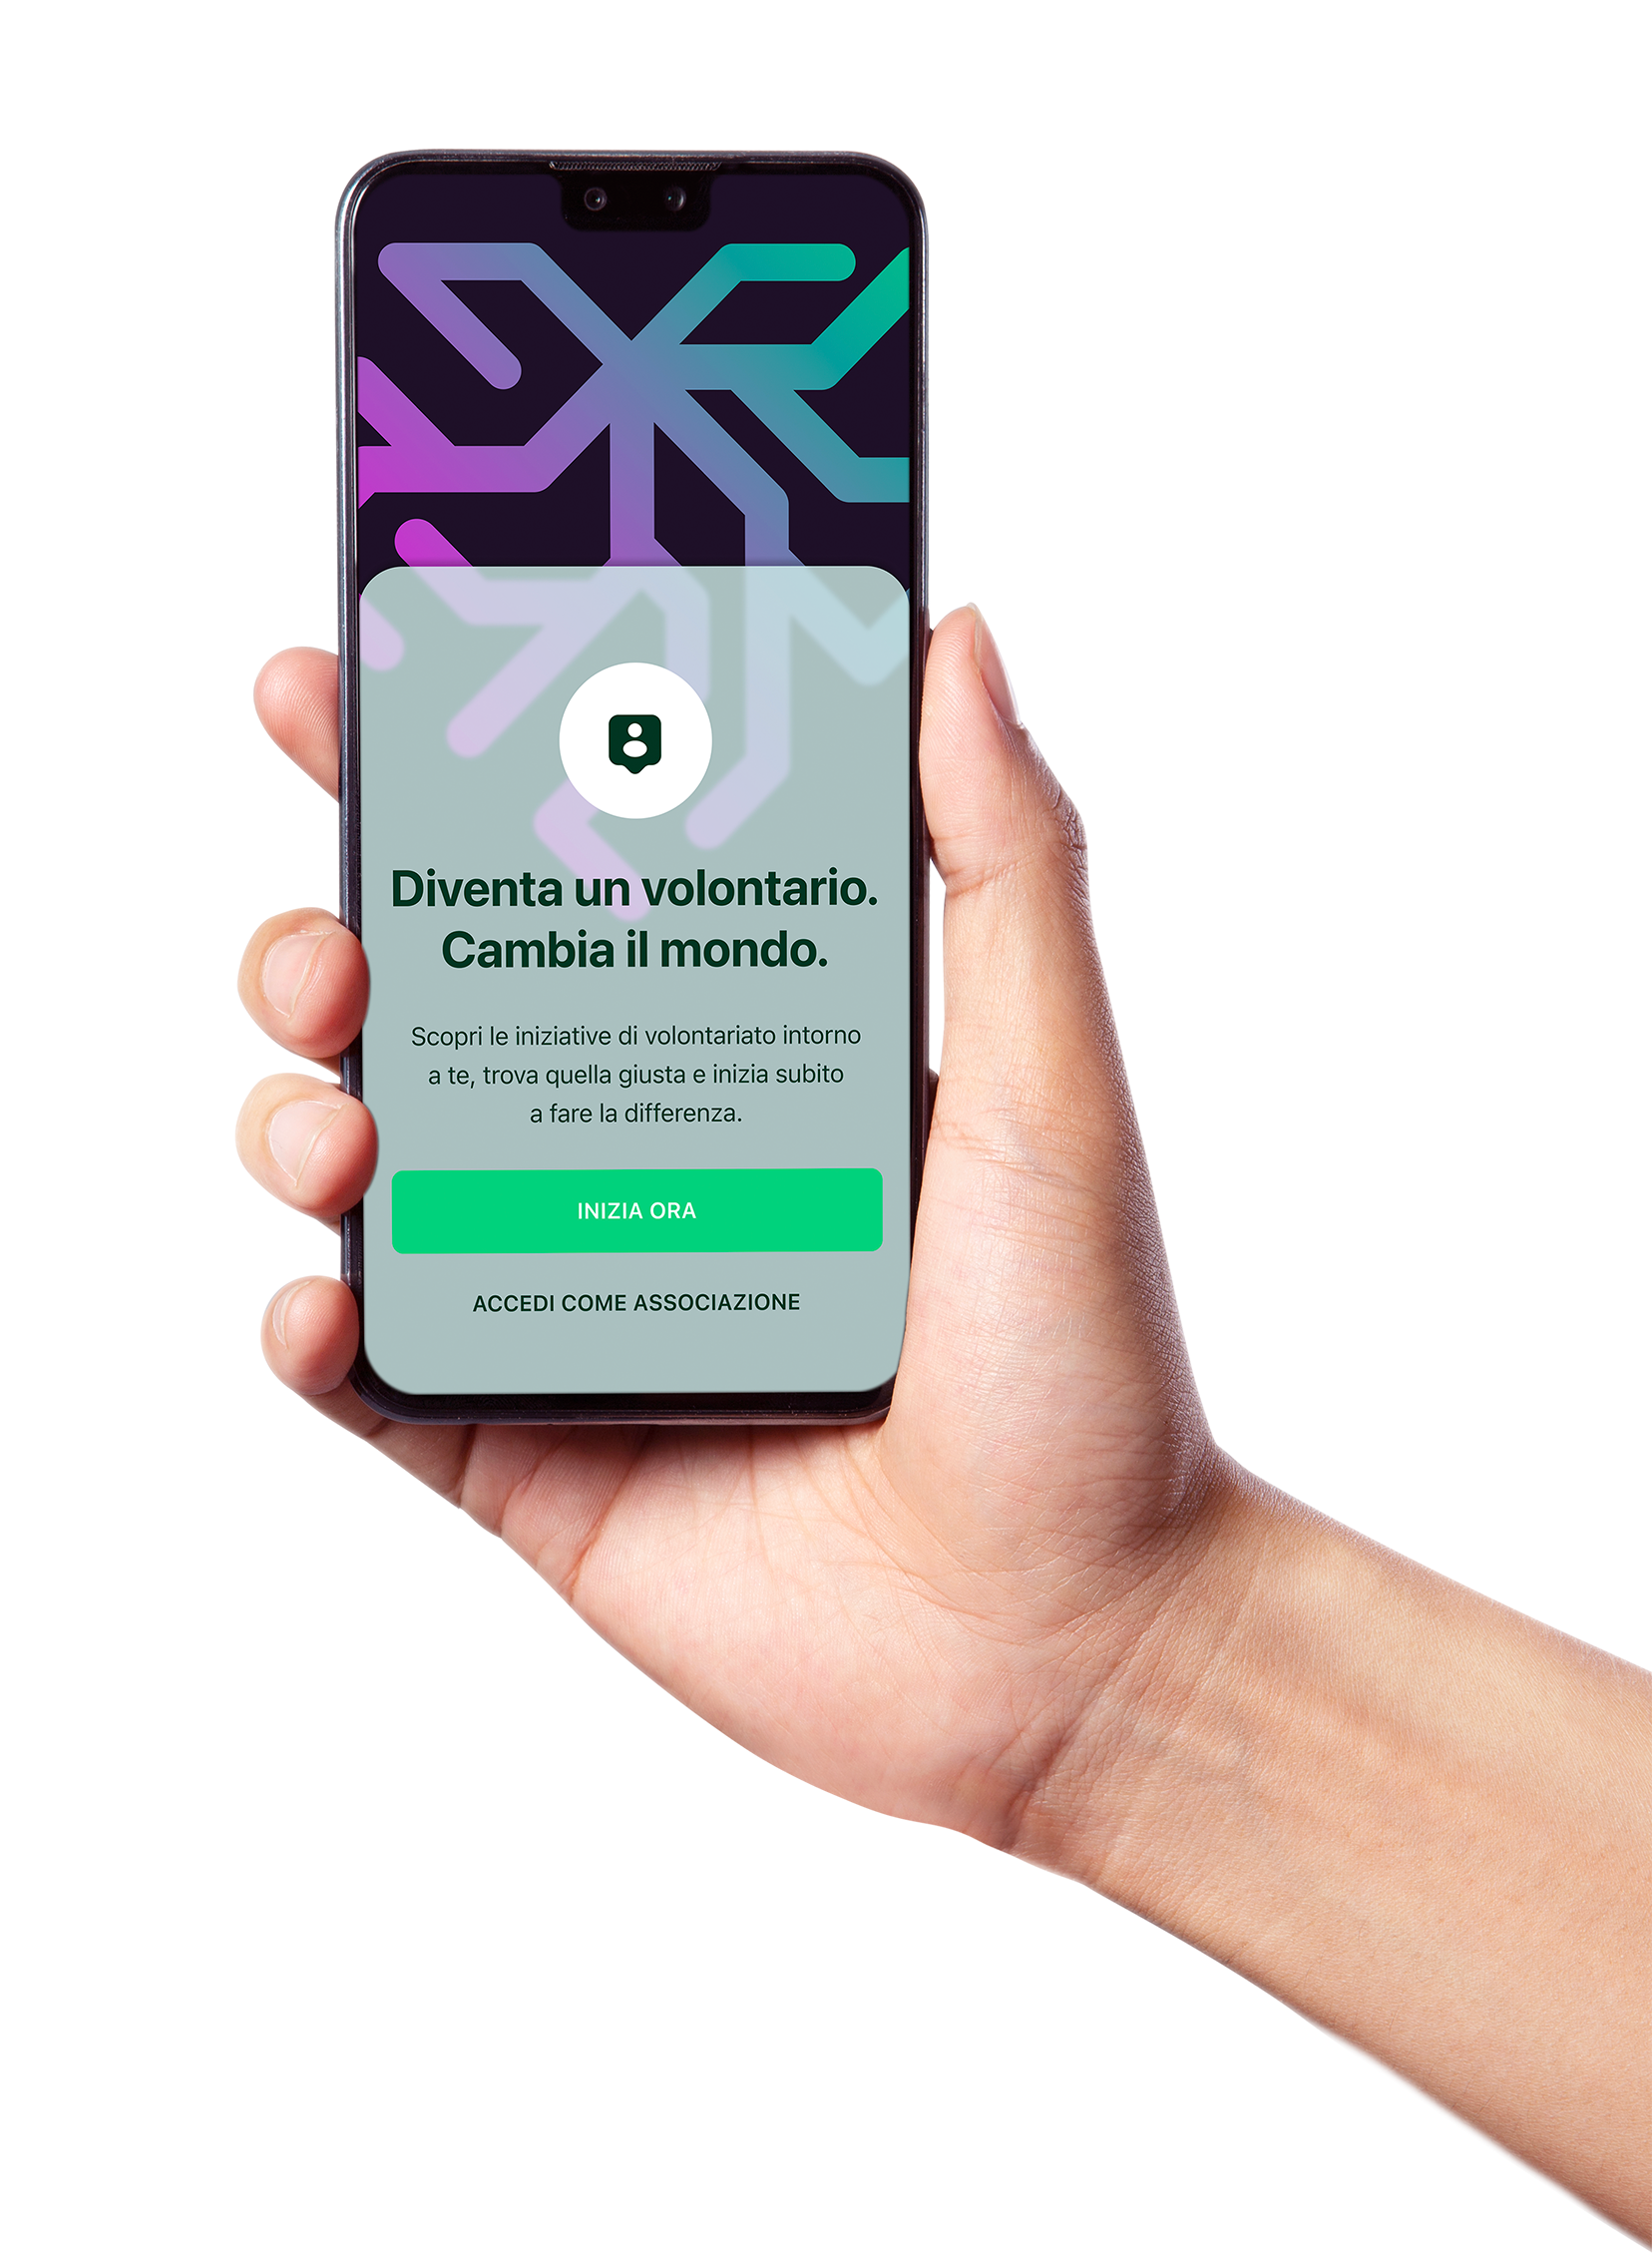 Diventa un volontario.
Cambia il mondo.
Scopri le iniziative di volontariato intorno
a te, trova quella giusta e inizia subito
a fare la differenza.
INIZIA ORA
ACCEDI COME ASSOCIAZIONE